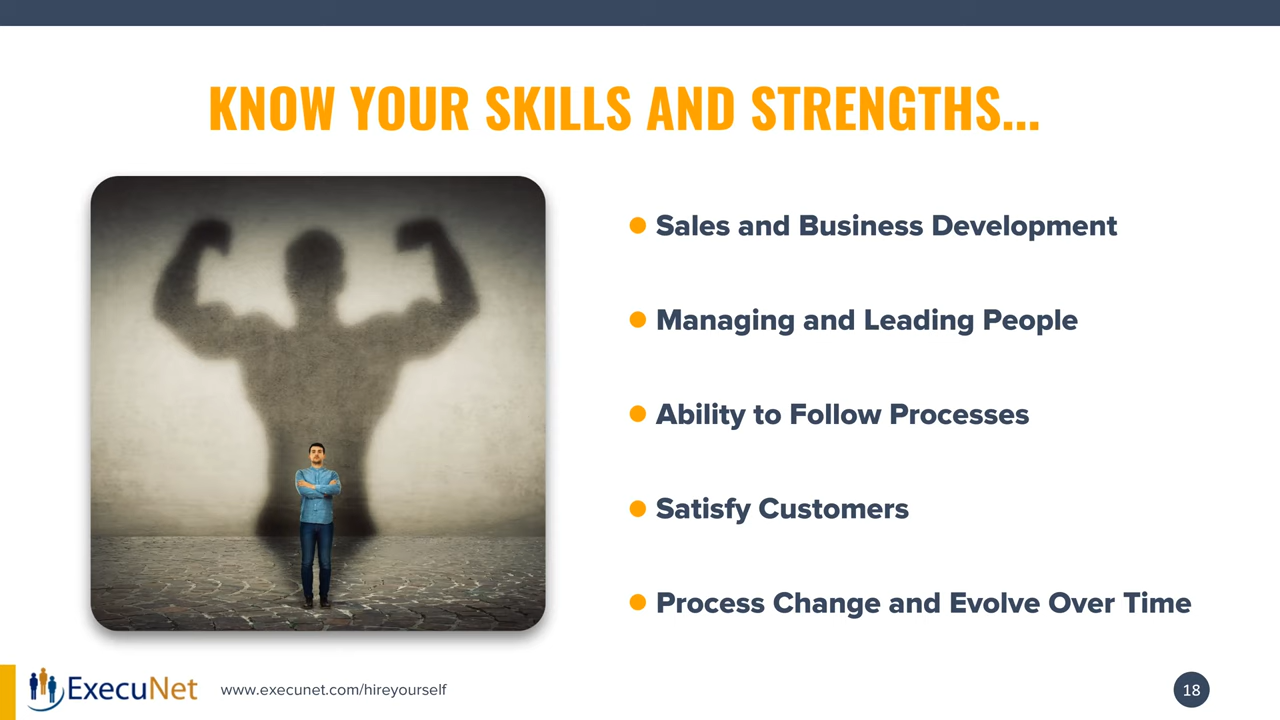 KNOW YOUR SKILLS AND STRENGTHS...
Sales and Business Development
Managing and Leading People
Ability to Follow Processes
Satisfy Customers
Process Change and Evolve Over Time
ExecuNet
www.execunet.com/hireyourself
18